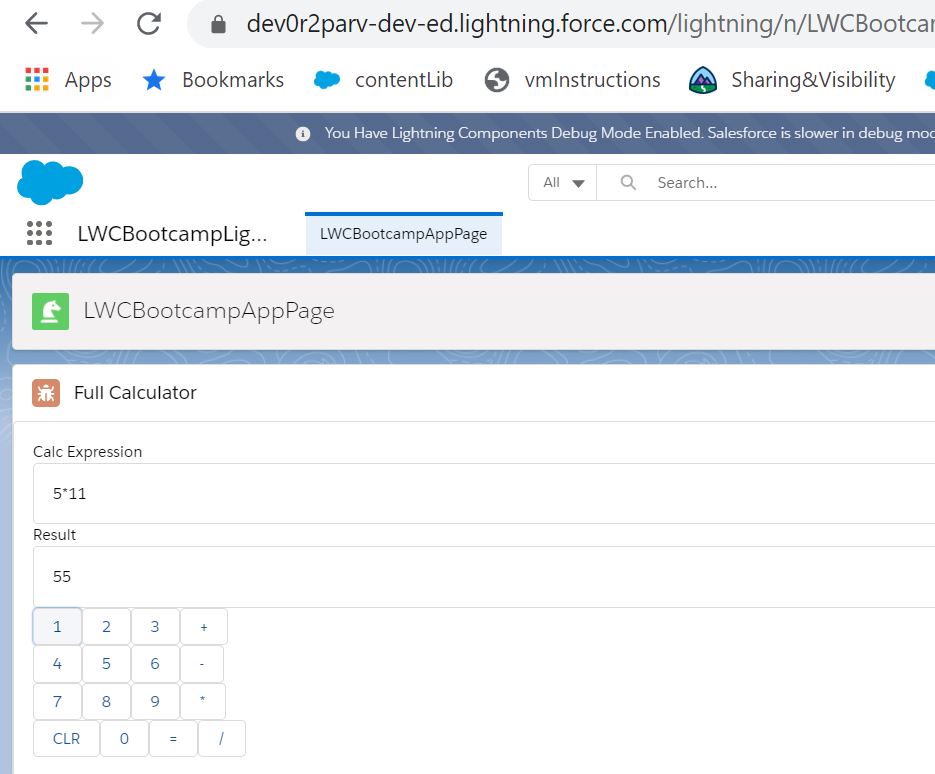 dev0r2parv-dev-ed.lightning.force.com/lightning/n/LWCBootcar
Apps Bookmarks contentLib vmInstructions Sharing&Visibility
You Have Lightning Components Debug Mode Enabled. Salesforce is slower in debug mod
All Search...
LWCBootcampLig... LWCBootcampAppPage
LWCBootcampAppPage
Full Calculator
Calc Expression
5*11
Result
55
1 2 3 +
4 5 6 -
7 8 9 *
CLR 0 = /